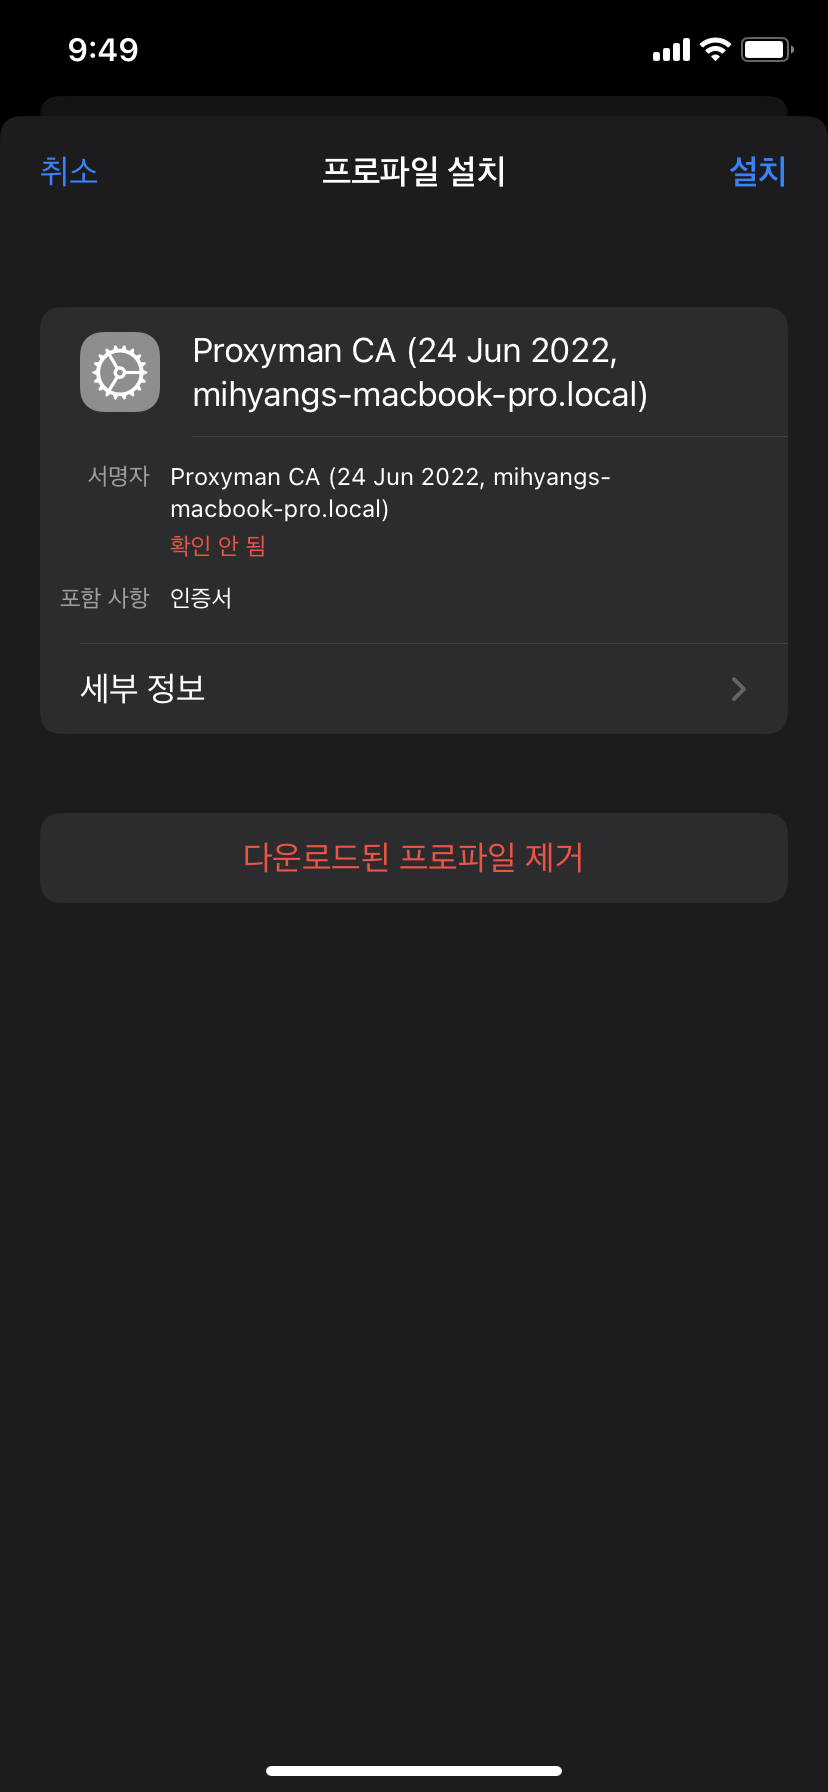 9:49
취소 프로파일 설치 설치
Proxyman CA (24 Jun 2022,
mihyangs-macbook-pro.local)
서명자 Proxyman CA (24 Jun 2022, mihyangs-
macbook-pro.local)
확인 안 됨
포함 사항 인증서
세부 정보
다운로드된 프로파일 제거